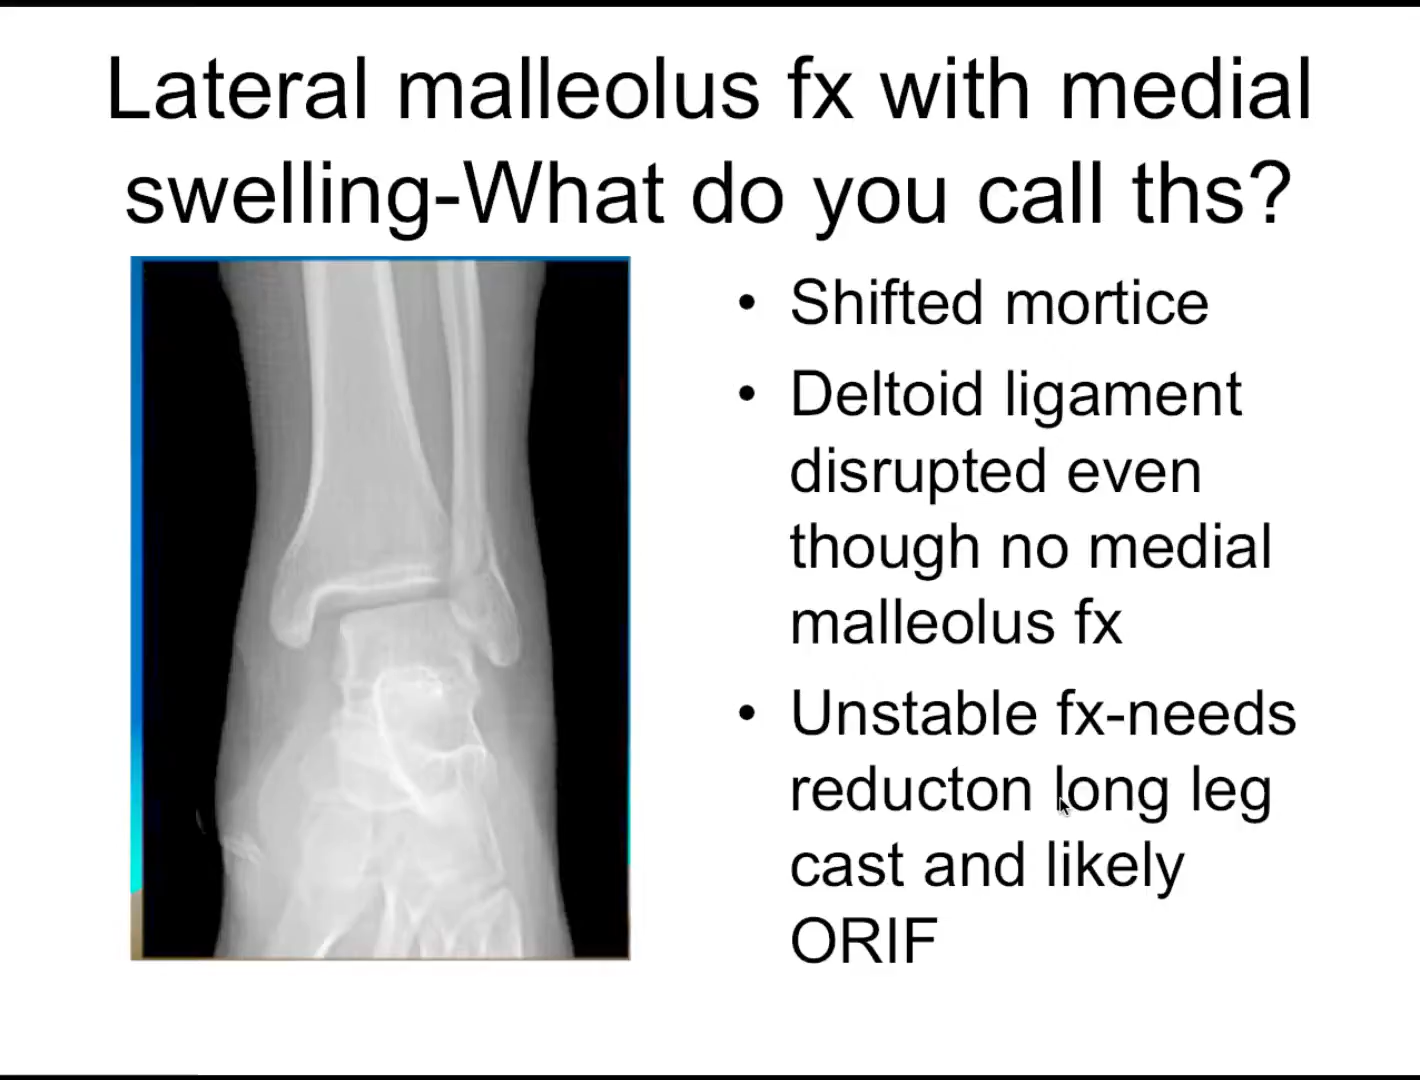 Lateral malleolus fx with medial
swelling-What do you call ths?
• Shifted mortice
• Deltoid ligament
disrupted even
though no medial
malleolus fx
• Unstable fx-needs
reducton long leg
cast and likely
ORIF